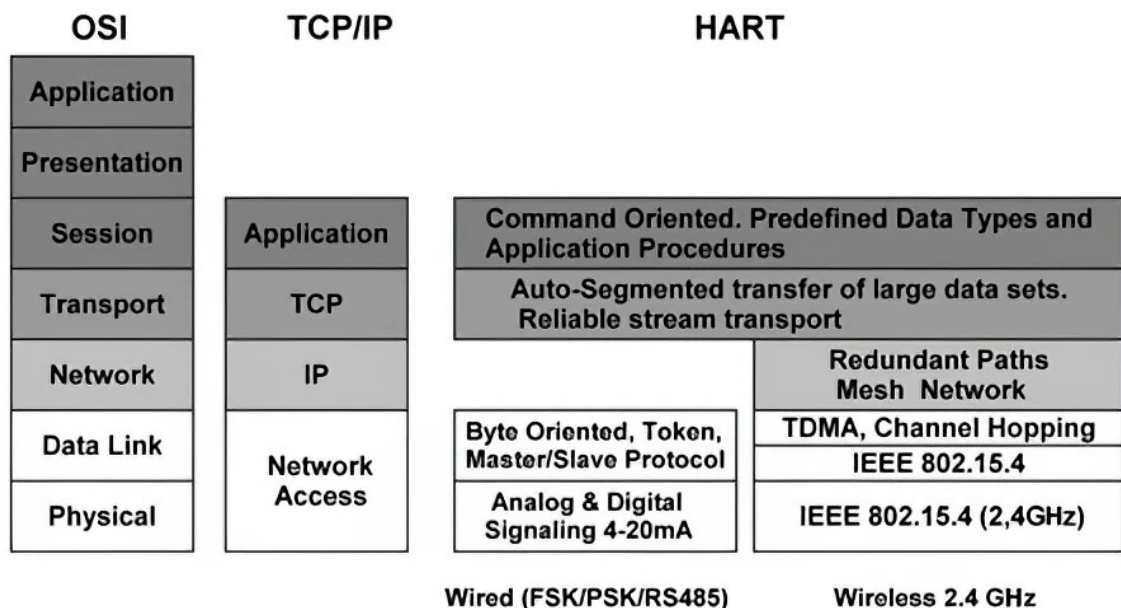 OSI
TCP/IP
HART
Application
Presentation
Session
Transport
Network
Data Link
Physical
Application
TCP
IP
Network
Access
Command Oriented. Predefined Data Types and
Application Procedures
Auto-Segmented transfer of large data sets.
Reliable stream transport
Redundant Paths
Mesh Network
Byte Oriented, Token,
Master/Slave Protocol
TDMA, Channel Hopping
IEEE 802.15.4
Analog & Digital
Signaling 4-20mA
IEEE 802.15.4 (2,4GHz)
Wired (FSK/PSK/RS485)
Wireless 2.4 GHz